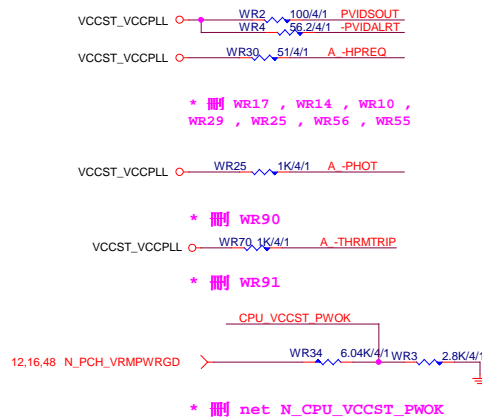 VCCST_VCCPLL WR2 100/4/1 PVIDSOUT
WR4 56.2/4/1 -PVIDALRT
VCCST_VCCPLL WR30 51/4/1 A_-HPREQ
* 刪 WR17 , WR14 , WR10 ,
WR29 , WR25 , WR56 , WR55
VCCST_VCCPLL WR25 1K/4/1 A_-PHOT
* 刪 WR90
VCCST_VCCPLL WR70 1K/4/1 A_-THRMTRIP
* 刪 WR91
CPU_VCCST_PWOK
12,16,48 N_PCH_VRMPWRGD WR34 6.04K/4/1 WR3 2.8K/4/1
* 刪 net N_CPU_VCCST_PWOK